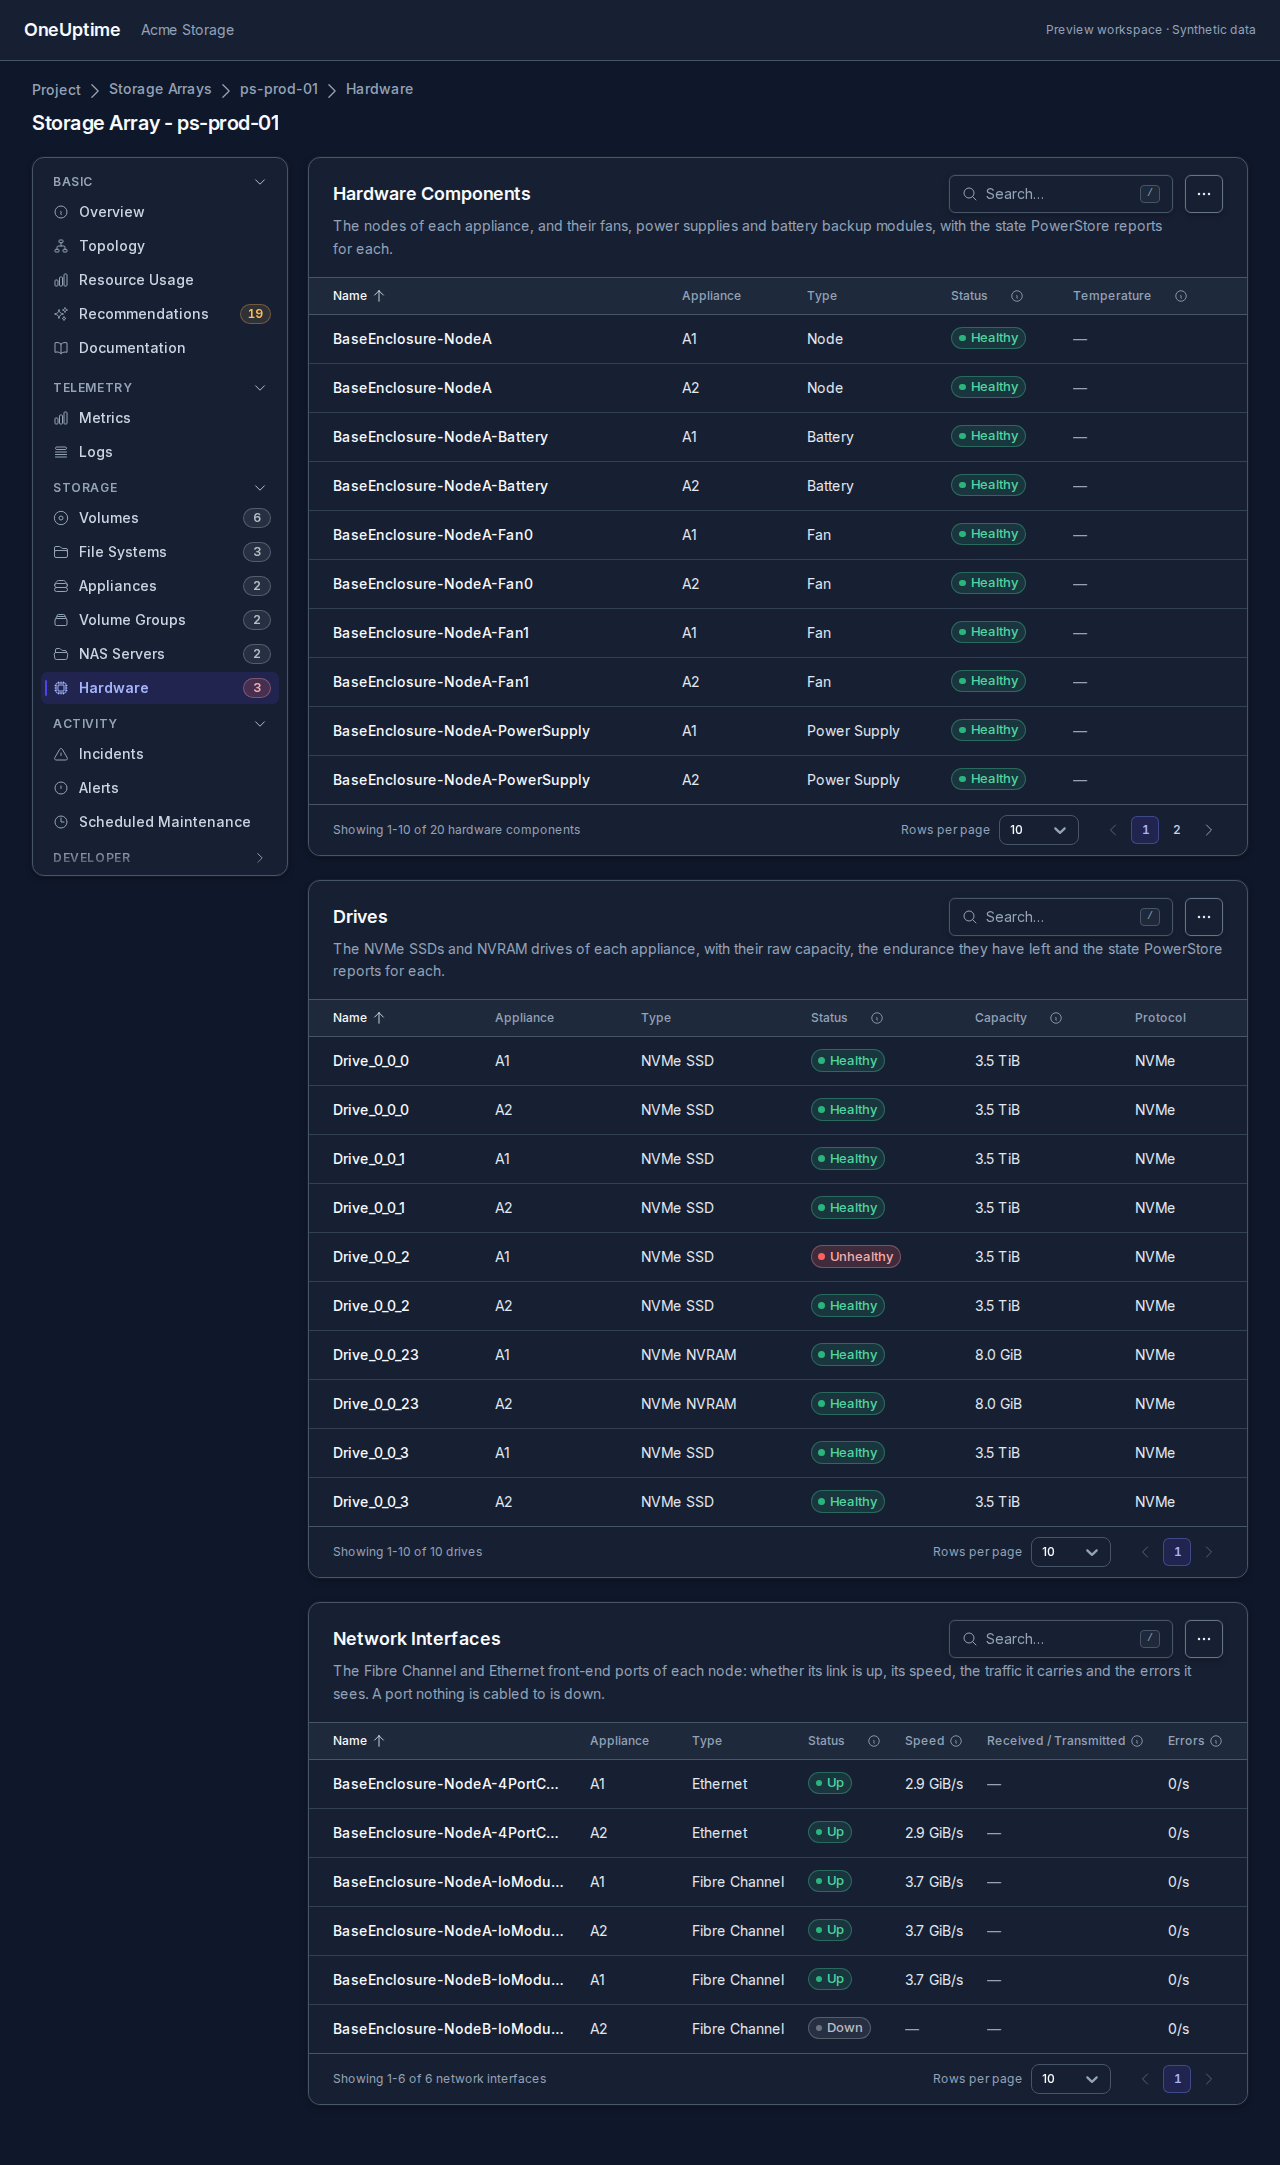 OneUptime Acme Storage Preview workspace · Synthetic data
Project Storage Arrays ps-prod-01 Hardware
Storage Array - ps-prod-01
BASIC
Overview
Topology
Resource Usage
Recommendations 19
Documentation
TELEMETRY
Metrics
Logs
STORAGE
Volumes 6
File Systems 3
Appliances 2
Volume Groups 2
NAS Servers 2
Hardware 3
ACTIVITY
Incidents
Alerts
Scheduled Maintenance
DEVELOPER
Hardware Components Search... /
The nodes of each appliance, and their fans, power supplies and battery backup modules, with the state PowerStore reports
for each.
Name Appliance Type Status Temperature
BaseEnclosure-NodeA A1 Node Healthy —
BaseEnclosure-NodeA A2 Node Healthy —
BaseEnclosure-NodeA-Battery A1 Battery Healthy —
BaseEnclosure-NodeA-Battery A2 Battery Healthy —
BaseEnclosure-NodeA-Fan0 A1 Fan Healthy —
BaseEnclosure-NodeA-Fan0 A2 Fan Healthy —
BaseEnclosure-NodeA-Fan1 A1 Fan Healthy —
BaseEnclosure-NodeA-Fan1 A2 Fan Healthy —
BaseEnclosure-NodeA-PowerSupply A1 Power Supply Healthy —
BaseEnclosure-NodeA-PowerSupply A2 Power Supply Healthy —
Showing 1-10 of 20 hardware components Rows per page 10 1 2
Drives Search... /
The NVMe SSDs and NVRAM drives of each appliance, with their raw capacity, the endurance they have left and the state PowerStore
reports for each.
Name Appliance Type Status Capacity Protocol
Drive_0_0_0 A1 NVMe SSD Healthy 3.5 TiB NVMe
Drive_0_0_0 A2 NVMe SSD Healthy 3.5 TiB NVMe
Drive_0_0_1 A1 NVMe SSD Healthy 3.5 TiB NVMe
Drive_0_0_1 A2 NVMe SSD Healthy 3.5 TiB NVMe
Drive_0_0_2 A1 NVMe SSD Unhealthy 3.5 TiB NVMe
Drive_0_0_2 A2 NVMe SSD Healthy 3.5 TiB NVMe
Drive_0_0_23 A1 NVMe NVRAM Healthy 8.0 GiB NVMe
Drive_0_0_23 A2 NVMe NVRAM Healthy 8.0 GiB NVMe
Drive_0_0_3 A1 NVMe SSD Healthy 3.5 TiB NVMe
Drive_0_0_3 A2 NVMe SSD Healthy 3.5 TiB NVMe
Showing 1-10 of 10 drives Rows per page 10 1
Network Interfaces Search... /
The Fibre Channel and Ethernet front-end ports of each node: whether its link is up, its speed, the traffic it carries and the errors it
sees. A port nothing is cabled to is down.
Name Appliance Type Status Speed Received / Transmitted Errors
BaseEnclosure-NodeA-4PortC... A1 Ethernet Up 2.9 GiB/s — 0/s
BaseEnclosure-NodeA-4PortC... A2 Ethernet Up 2.9 GiB/s — 0/s
BaseEnclosure-NodeA-IoModu... A1 Fibre Channel Up 3.7 GiB/s — 0/s
BaseEnclosure-NodeA-IoModu... A2 Fibre Channel Up 3.7 GiB/s — 0/s
BaseEnclosure-NodeB-IoModu... A1 Fibre Channel Up 3.7 GiB/s — 0/s
BaseEnclosure-NodeB-IoModu... A2 Fibre Channel Down — — 0/s
Showing 1-6 of 6 network interfaces Rows per page 10 1